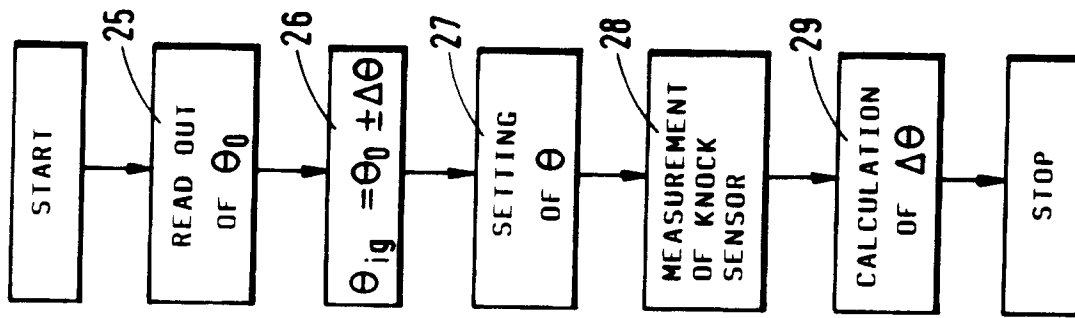 START
25
READ OUT
OF Θ0
26
Θig = Θ0 ± ΔΘ
27
SETTING
OF Θ
28
MEASUREMENT
OF KNOCK
SENSOR
29
CALCULATION
OF ΔΘ
STOP